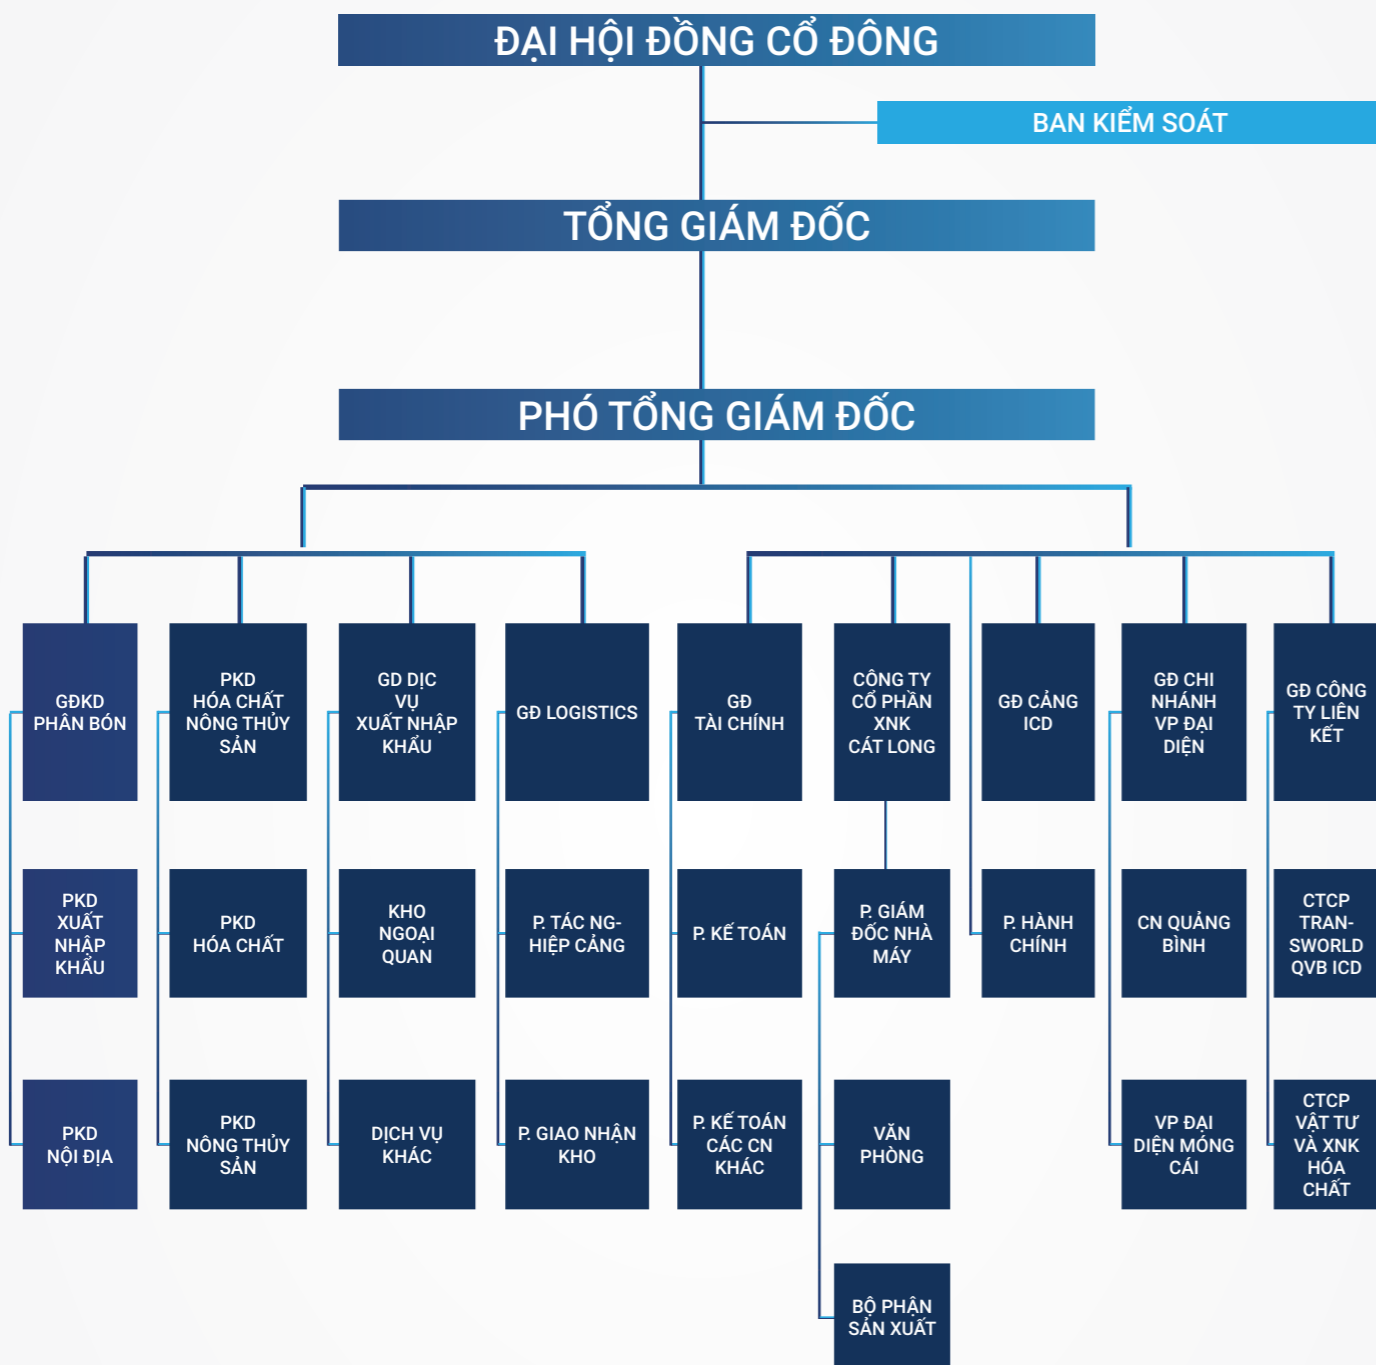 ĐẠI HỘI ĐỒNG CỔ ĐÔNG
BAN KIỂM SOÁT
TỔNG GIÁM ĐỐC
PHÓ TỔNG GIÁM ĐỐC
GĐKD
PHÂN BÓN
PKD
HÓA CHẤT
NÔNG THỦY
SẢN
GD DỊC
VỤ
XUẤT NHẬP
KHẨU
GĐ LOGISTICS
GĐ
TÀI CHÍNH
CÔNG TY
CỔ PHẦN
XNK
CÁT LONG
GĐ CẢNG
ICD
GĐ CHI
NHÁNH
VP ĐẠI
DIỆN
GĐ CÔNG
TY LIÊN
KẾT
PKD
XUẤT
NHẬP
KHẨU
PKD
HÓA CHẤT
KHO
NGOẠI
QUAN
P. TÁC NG-
HIỆP CẢNG
P. KẾ TOÁN
P. GIÁM
ĐỐC NHÀ
MÁY
P. HÀNH
CHÍNH
CN QUẢNG
BÌNH
CTCP
TRAN-
SWORLD
QVB ICD
PKD
NỘI ĐỊA
PKD
NÔNG THỦY
SẢN
DỊCH VỤ
KHÁC
P. GIAO NHẬN
KHO
P. KẾ TOÁN
CÁC CN
KHÁC
VĂN
PHÒNG
VP ĐẠI
DIỆN MÓNG
CÁI
CTCP
VẬT TƯ
VÀ XNK
HÓA
CHẤT
BỘ PHẬN
SẢN XUẤT